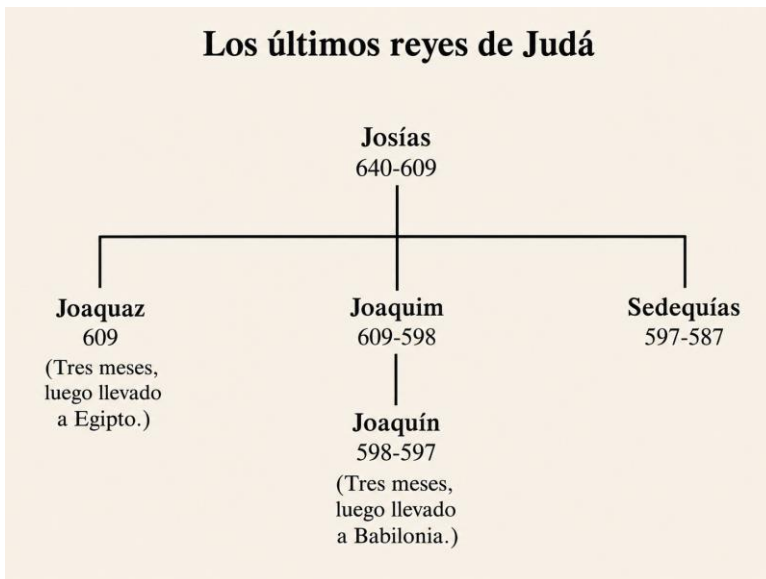 Los últimos reyes de Judá
Josías
640-609
Joaquaz
609
(Tres meses,
luego llevado
a Egipto.)
Joaquim
609-598
Sedequías
597-587
Joaquín
598-597
(Tres meses,
luego llevado
a Babilonia.)